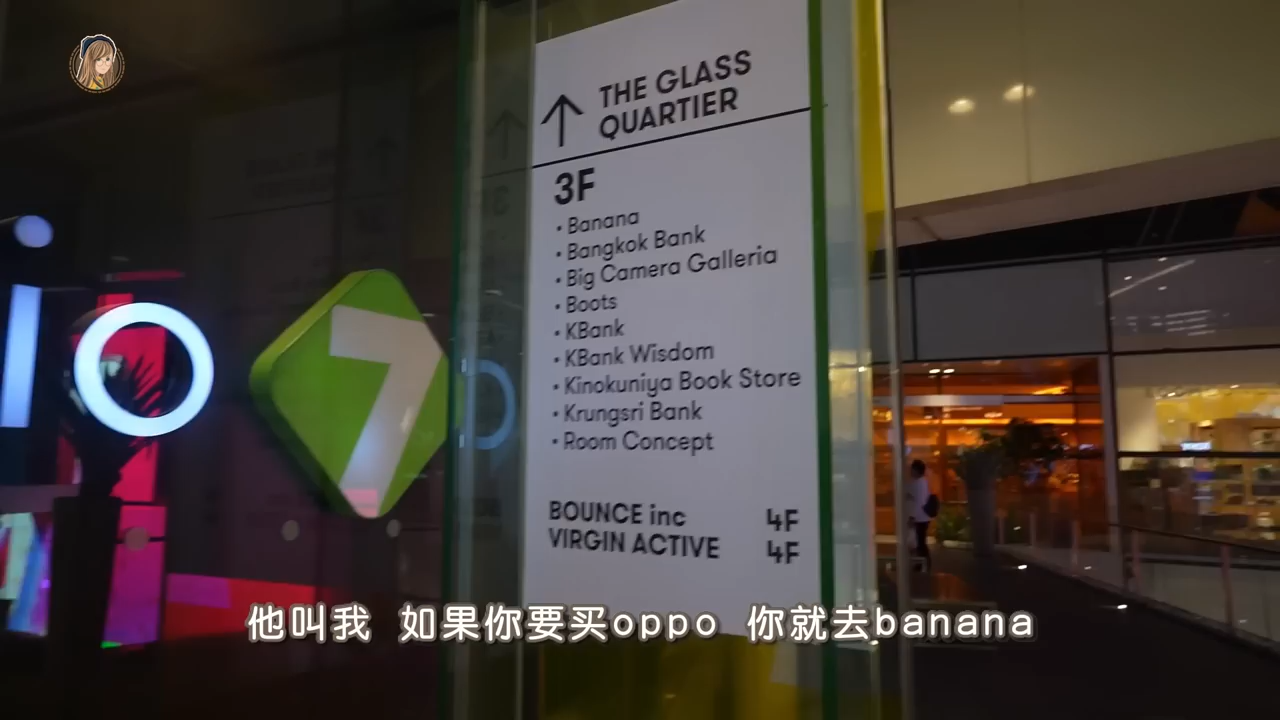 THE GLASS
QUARTIER
3F
• Banana
• Bangkok Bank
• Big Camera Galleria
• Boots
• KBank
• KBank Wisdom
• Kinokuniya Book Store
• Krungsri Bank
• Room Concept
BOUNCE inc 4F
VIRGIN ACTIVE 4F
IO
7
他叫我 如果你要买oppo 你就去banana